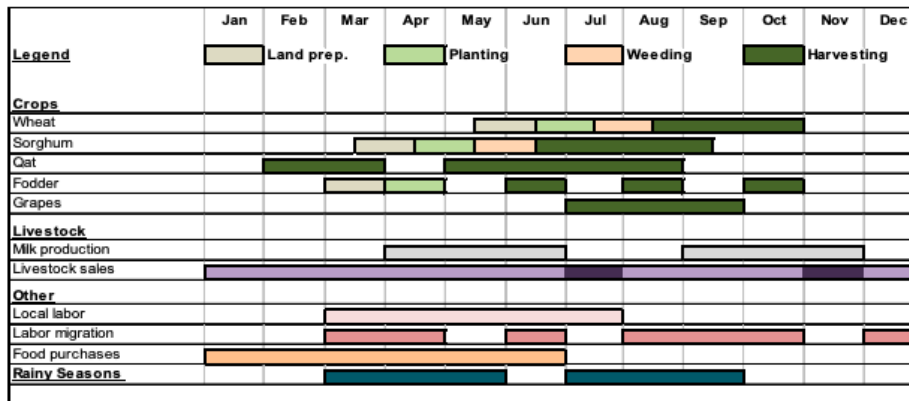 Jan Feb Mar Apr May Jun Jul Aug Sep Oct Nov Dec
Legend Land prep. Planting Weeding Harvesting
Crops
Wheat
Sorghum
Qat
Fodder
Grapes
Livestock
Milk production
Livestock sales
Other
Local labor
Labor migration
Food purchases
Rainy Seasons